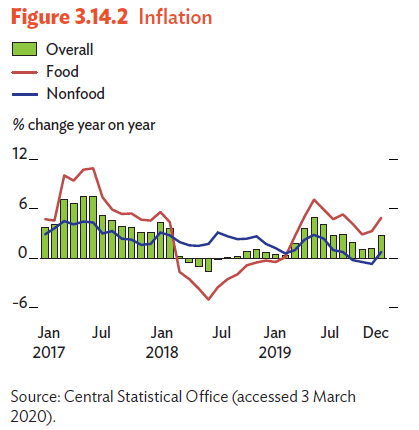 Figure 3.14.2 Inflation
Overall
Food
Nonfood
% change year on year
12
6
0
−6
Jan Jul Jan Jul Jan Jul Dec
2017 2018 2019
Source: Central Statistical Office (accessed 3 March
2020).